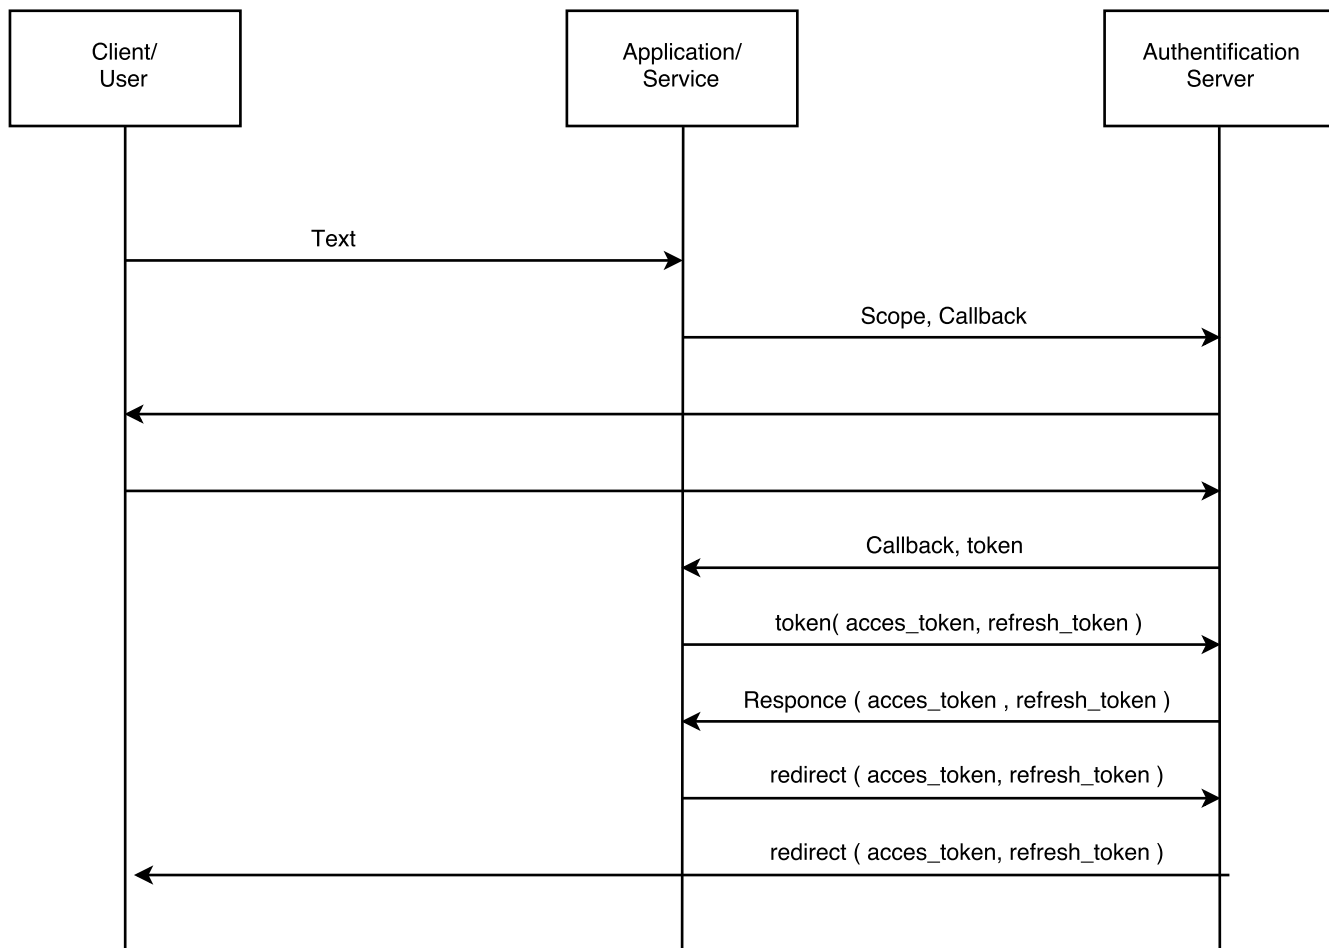 Client/
User
Application/
Service
Authentification
Server
Text
Scope, Callback
Callback, token
token( acces_token, refresh_token )
Responce ( acces_token , refresh_token )
redirect ( acces_token, refresh_token )
redirect ( acces_token, refresh_token )